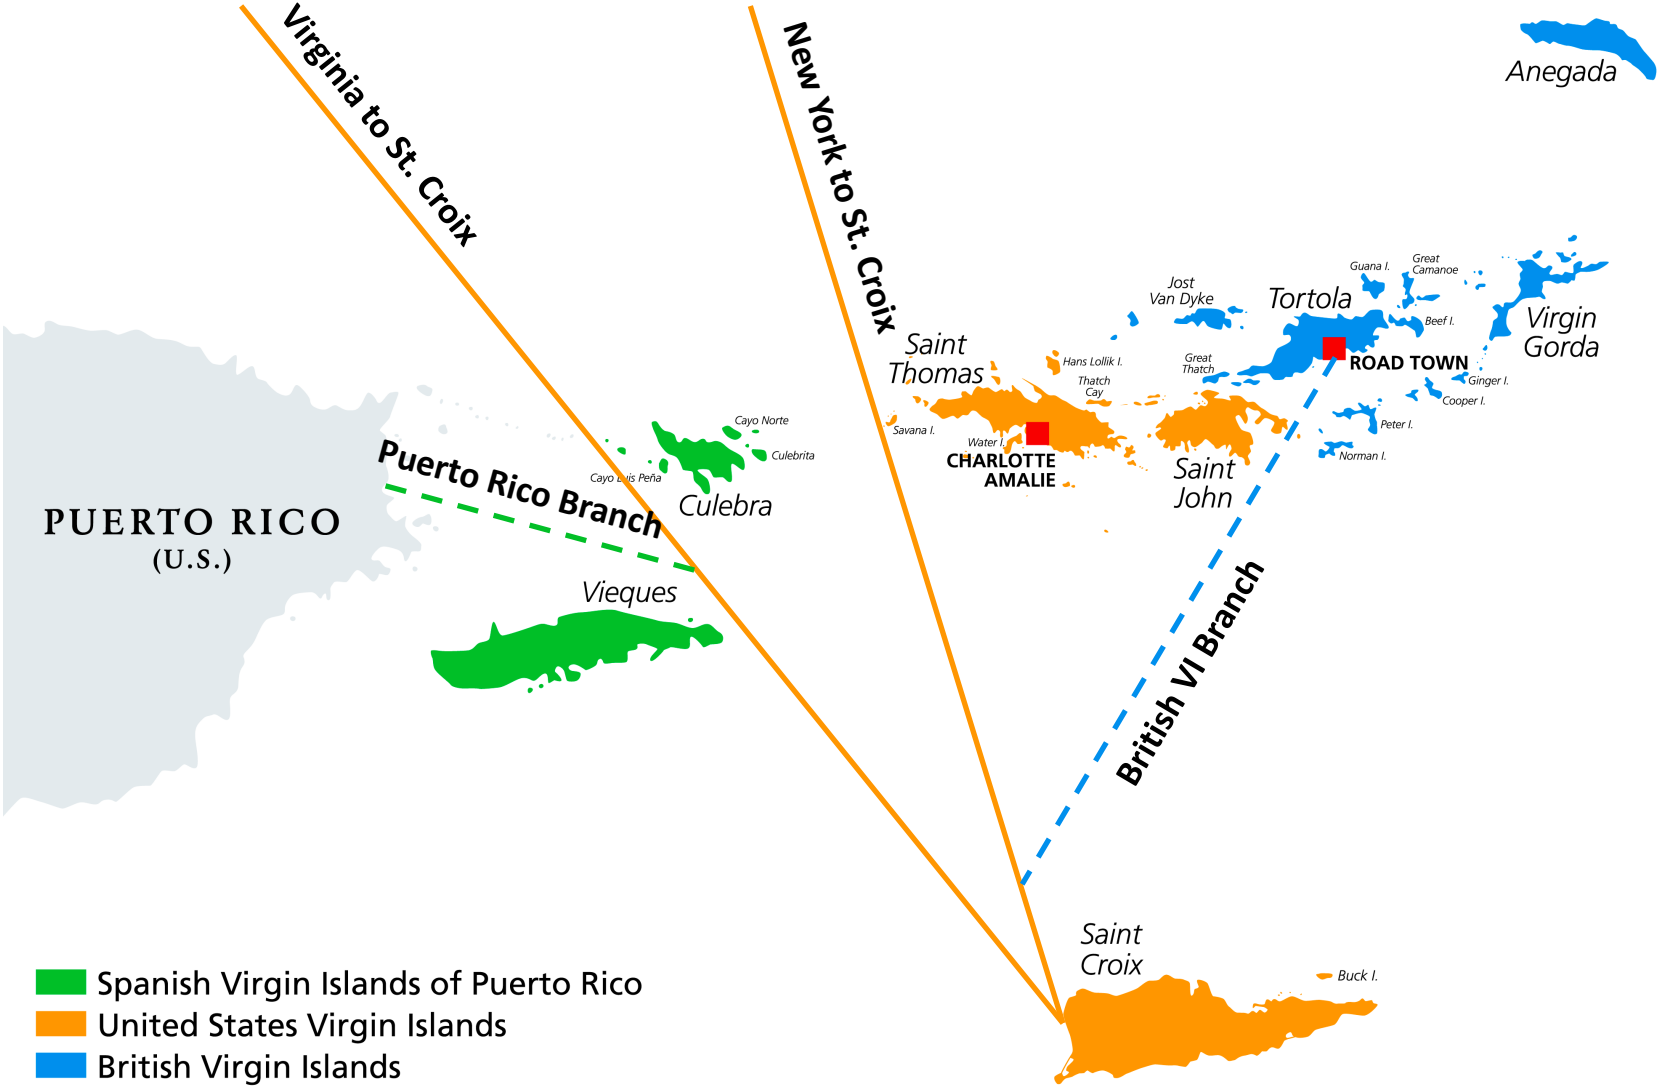 Virginia to St. Croix
New York to St. Croix
Anegada
Guana I.
Great
Camanoe
Jost
Van Dyke
Tortola
Beef I.
Virgin
Gorda
Saint
Thomas
Hans Lollik I.
Great
Thatch
ROAD TOWN
Thatch
Cay
Ginger I.
Cooper I.
Savana I.
Water I.
Peter I.
Norman I.
CHARLOTTE
AMALIE
Saint
John
Cayo Norte
Culebrita
Cayo Luis Peña
Culebra
Puerto Rico Branch
PUERTO RICO
(U.S.)
Vieques
British VI Branch
Saint
Croix
Buck I.
Spanish Virgin Islands of Puerto Rico
United States Virgin Islands
British Virgin Islands